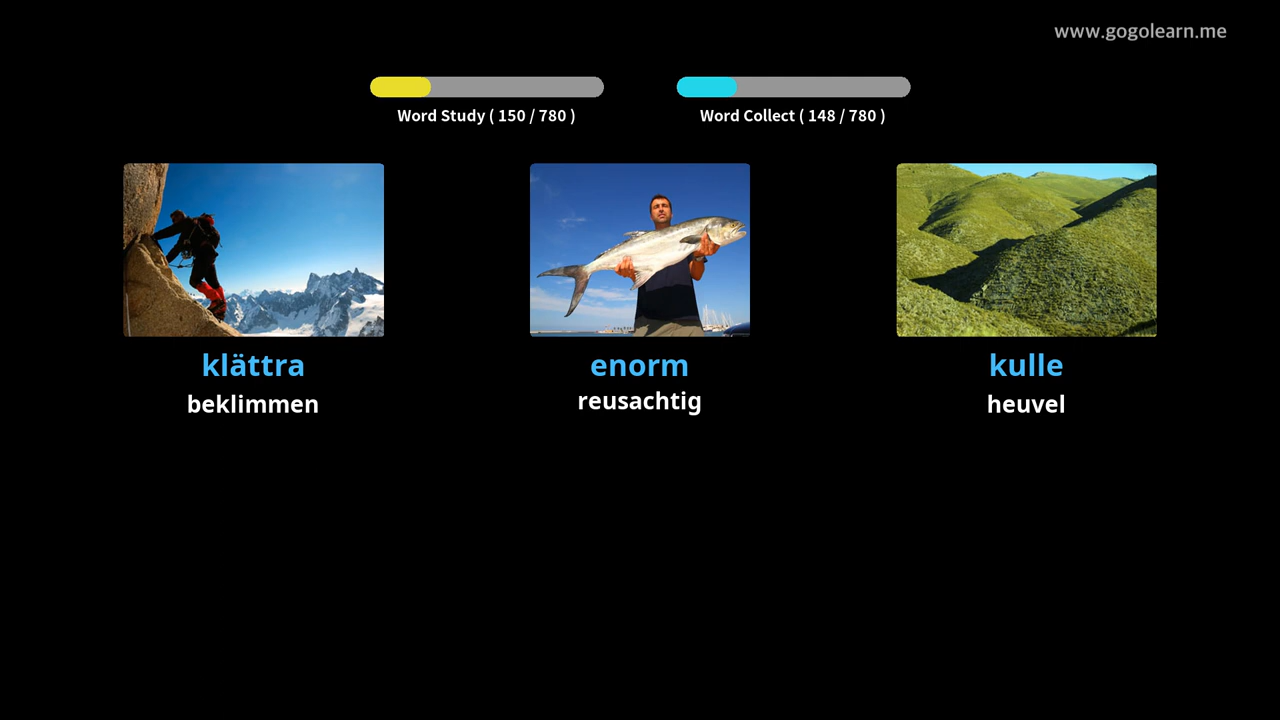 www.gogolearn.me
Word Study ( 150 / 780 )
Word Collect ( 148 / 780 )
klättra
enorm
kulle
beklimmen
reusachtig
heuvel